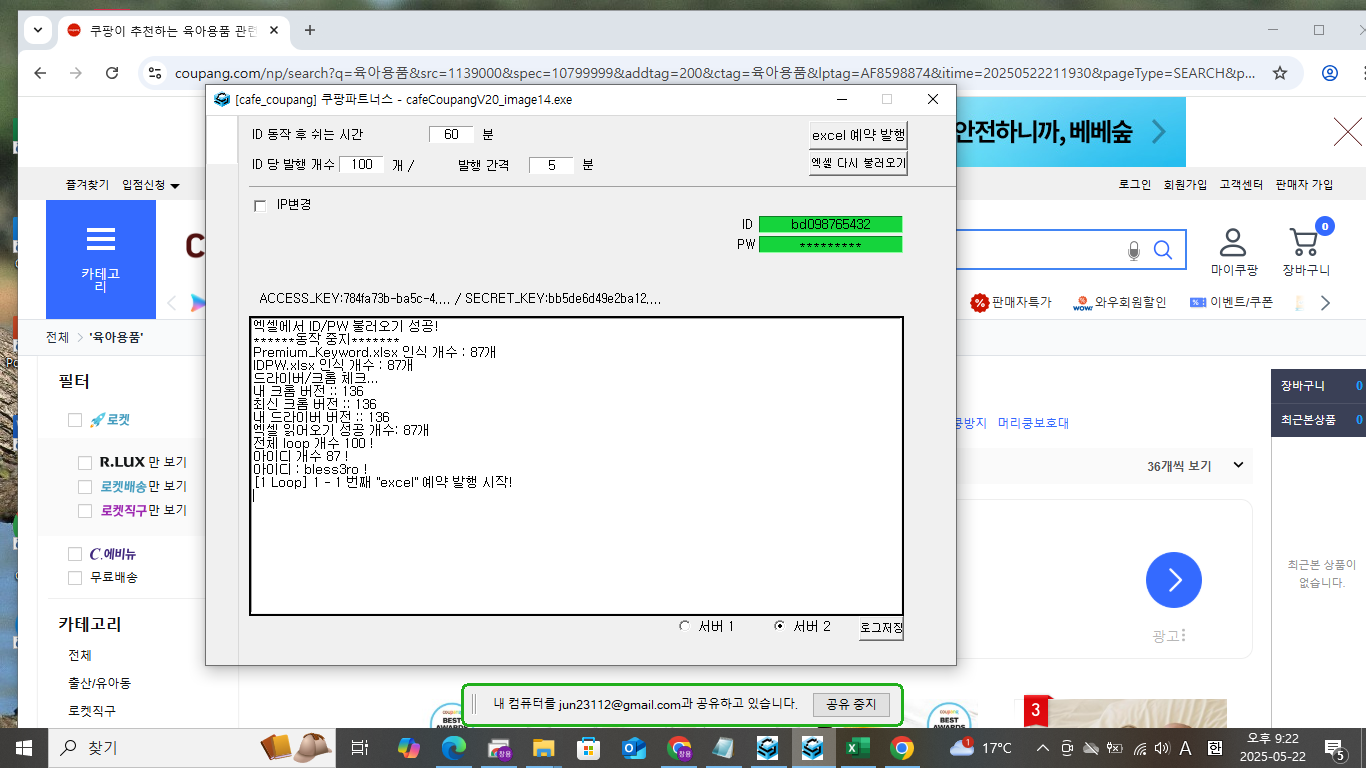 쿠팡이 추천하는 육아용품 관련
coupang.com/np/search?q=육아용품&src=1139000&spec=10799999&addtag=200&ctag=육아용품&lptag=AF8598874&itime=20250522211930&pageType=SEARCH&p...
[cafe_coupang] 쿠팡파트너스 - cafeCoupangV20_image14.exe
ID 동작 후 쉬는 시간 60 분
excel 예약 발행
ID 당 발행 개수 100 개 / 발행 간격 5 분
엑셀 다시 불러오기
IP변경
ID bd098765432
PW *********
ACCESS_KEY:784fa73b-ba5c-4.... / SECRET_KEY:bb5de6d49e2ba12....
엑셀에서 ID/PW 불러오기 성공!
******동작 중지*******
Premium_Keyword.xlsx 인식 개수 : 87개
IDPW.xlsx 인식 개수 : 87개
드라이버/크롬 체크...
내 크롬 버전 :: 136
최신 크롬 버전 :: 136
내 드라이버 버전 :: 136
엑셀 읽어오기 성공 개수: 87개
전체 loop 개수 100 !
아이디 개수 87 !
아이디 : bless3ro !
[1 Loop] 1 - 1 번째 "excel" 예약 발행 시작!
서버 1 서버 2 로그저장
안전하니까, 베베숲
즐겨찾기 입점신청
로그인 회원가입 고객센터 판매자 가입
카테고
리
C
0
마이쿠팡 장바구니
판매자특가 WOW! 와우회원할인 이벤트/쿠폰
전체 > '육아용품'
필터
로켓
R.LUX 만 보기
로켓배송만 보기
로켓직구만 보기
C.에비뉴
무료배송
카테고리
전체
출산/유아동
로켓직구
쿵방지 머리쿵보호대
36개씩 보기
광고
장바구니 0
최근본상품 0
최근본 상품이
없습니다.
coupang
BEST
AWARDS
coupang
BEST
AWARDS
3
내 컴퓨터를 jun23112@gmail.com과 공유하고 있습니다. 공유 중지
찾기
1
17°C
A
한
오후 9:22
2025-05-22
5